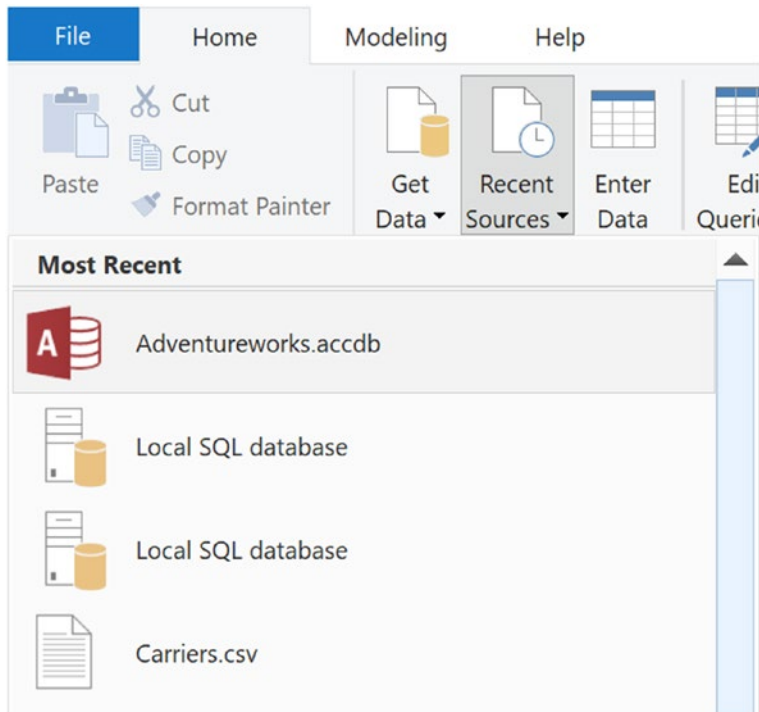 File Home Modeling Help
Cut
Copy
Paste
Format Painter
Get Data
Recent Sources
Enter Data
Most Recent
A
Adventureworks.accdb
Local SQL database
Local SQL database
Carriers.csv